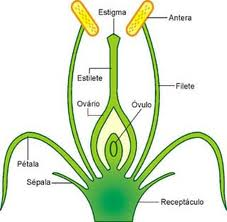 Estigma
Antera
Estilete
Filete
Ovário
Óvulo
Pétala
Sépala
Receptáculo